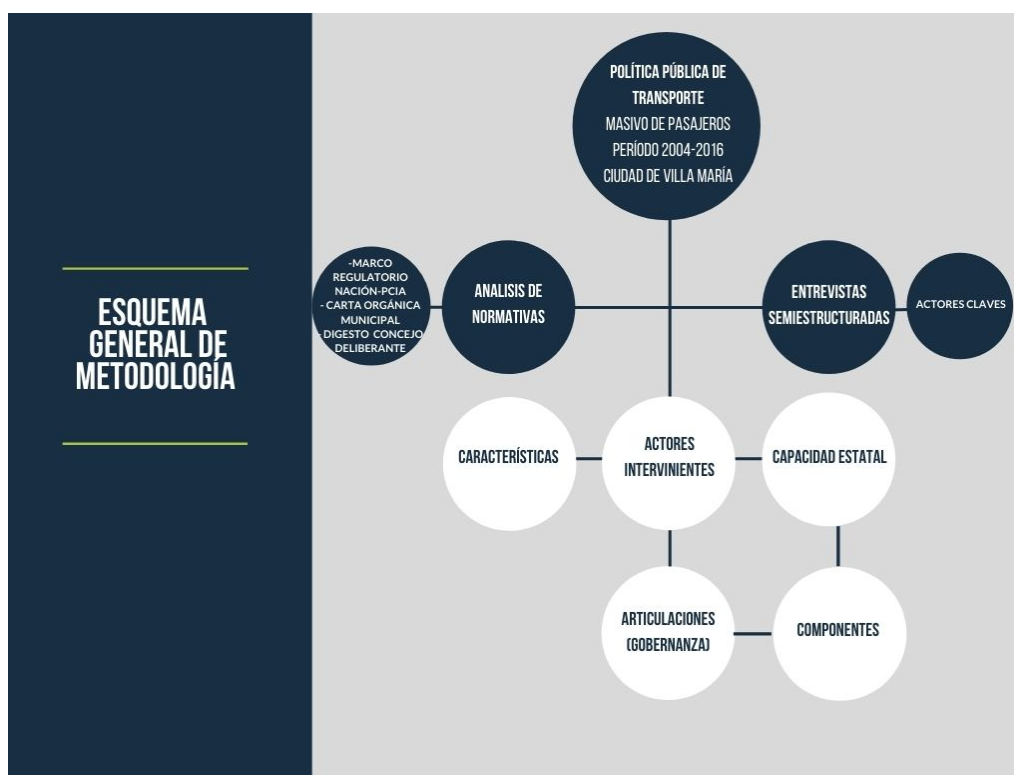 ESQUEMA
GENERAL DE
METODOLOGÍA
POLÍTICA PÚBLICA DE
TRANSPORTE
MASIVO DE PASAJEROS
PERÍODO 2004-2016
CIUDAD DE VILLA MARÍA
-MARCO
REGULATORIO
NACIÓN-PCIA
- CARTA ORGÁNICA
MUNICIPAL
- DIGESTO CONCEJO
DELIBERANTE
ANALISIS DE
NORMATIVAS
ENTREVISTAS
SEMIESTRUCTURADAS
ACTORES CLAVES
CARACTERÍSTICAS
ACTORES
INTERVINIENTES
CAPACIDAD ESTATAL
ARTICULACIONES
(GOBERNANZA)
COMPONENTES